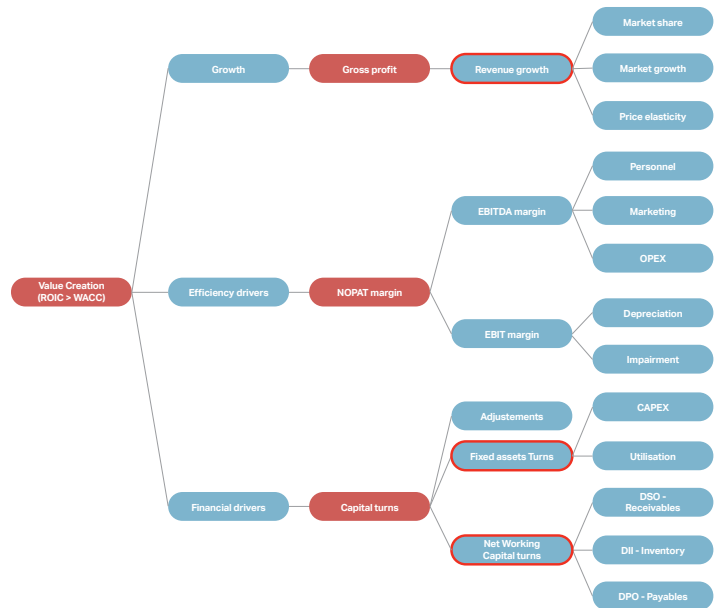 Value Creation
(ROIC > WACC)
Growth
Gross profit
Revenue growth
Market share
Market growth
Price elasticity
Efficiency drivers
NOPAT margin
EBITDA margin
Personnel
Marketing
OPEX
EBIT margin
Depreciation
Impairment
Financial drivers
Capital turns
Adjustements
Fixed assets Turns
CAPEX
Utilisation
Net Working
Capital turns
DSO -
Receivables
DII - Inventory
DPO - Payables